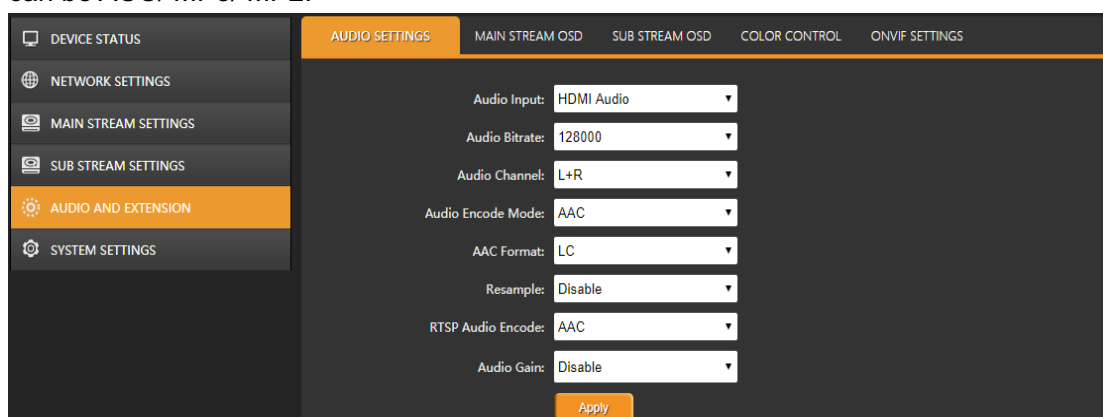 DEVICE STATUS
NETWORK SETTINGS
MAIN STREAM SETTINGS
SUB STREAM SETTINGS
AUDIO AND EXTENSION
SYSTEM SETTINGS
AUDIO SETTINGS MAIN STREAM OSD SUB STREAM OSD COLOR CONTROL ONVIF SETTINGS
Audio Input: HDMI Audio
Audio Bitrate: 128000
Audio Channel: L+R
Audio Encode Mode: AAC
AAC Format: LC
Resample: Disable
RTSP Audio Encode: AAC
Audio Gain: Disable
Apply